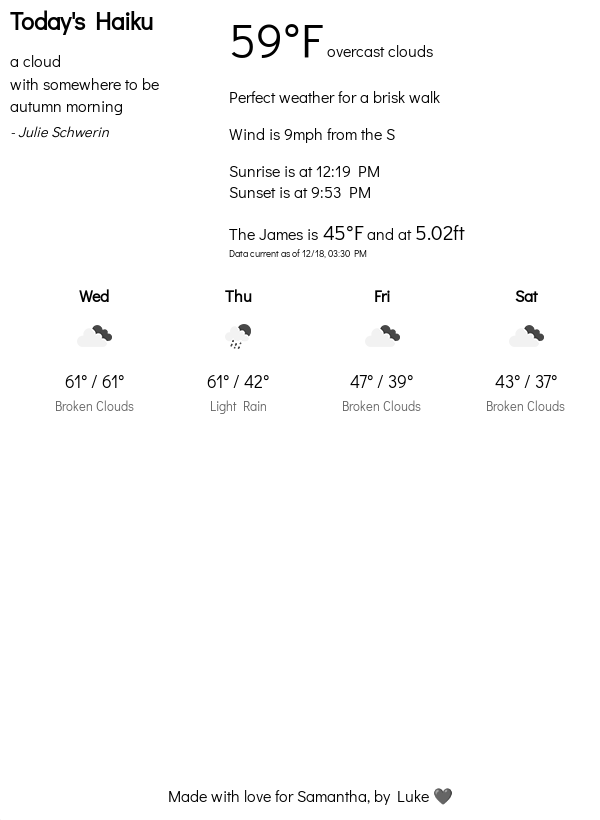 Today's Haiku
a cloud
with somewhere to be
autumn morning
- Julie Schwerin
59°F overcast clouds
Perfect weather for a brisk walk
Wind is 9mph from the S
Sunrise is at 12:19 PM
Sunset is at 9:53 PM
The James is 45°F and at 5.02ft
Data current as of 12/18, 03:30 PM
Wed
61° / 61°
Broken Clouds
Thu
61° / 42°
Light Rain
Fri
47° / 39°
Broken Clouds
Sat
43° / 37°
Broken Clouds
Made with love for Samantha, by Luke 🖤